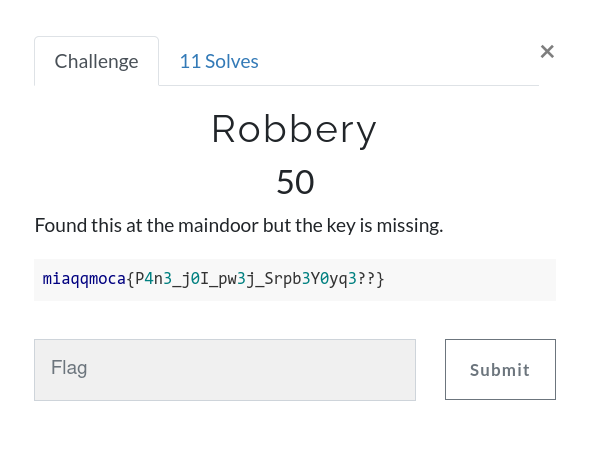 Challenge
11 Solves
×
Robbery
50
Found this at the maindoor but the key is missing.
miaqqmoca{P4n3_j0I_pw3j_Srpb3Y0yq3??}
Flag
Submit